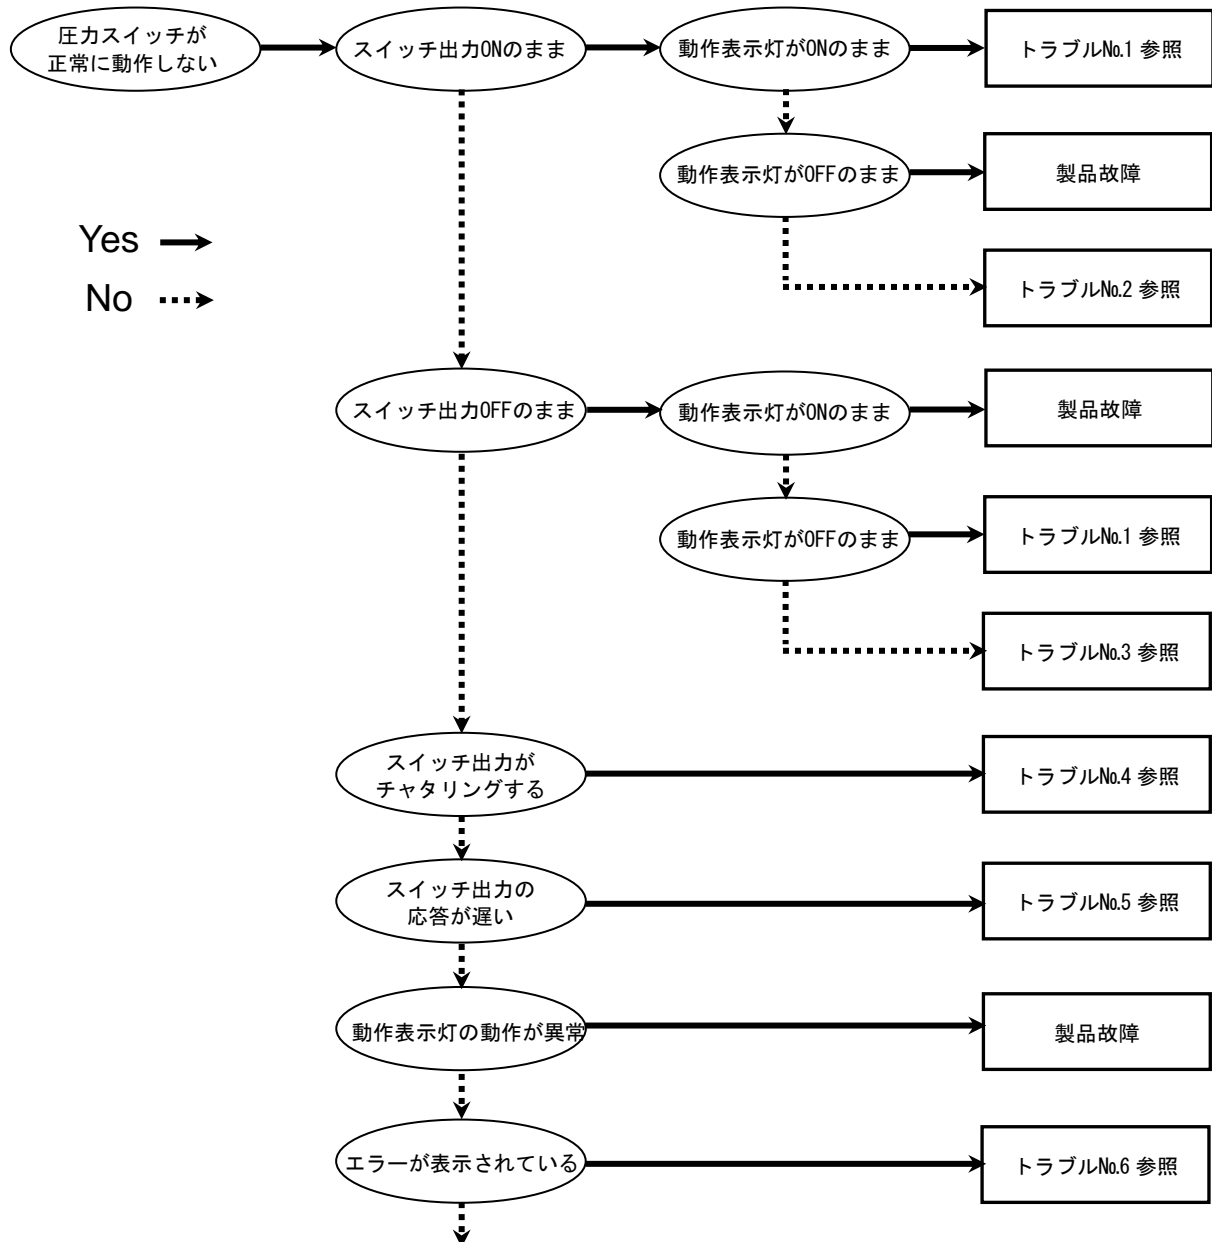 圧力スイッチが
正常に動作しない
スイッチ出力ONのまま
動作表示灯がONのまま
トラブル№1 参照
動作表示灯がOFFのまま
製品故障
Yes
No
トラブル№2 参照
スイッチ出力OFFのまま
動作表示灯がONのまま
製品故障
動作表示灯がOFFのまま
トラブル№1 参照
トラブル№3 参照
スイッチ出力が
チャタリングする
トラブル№4 参照
スイッチ出力の
応答が遅い
トラブル№5 参照
動作表示灯の動作が異常
製品故障
エラーが表示されている
トラブル№6 参照